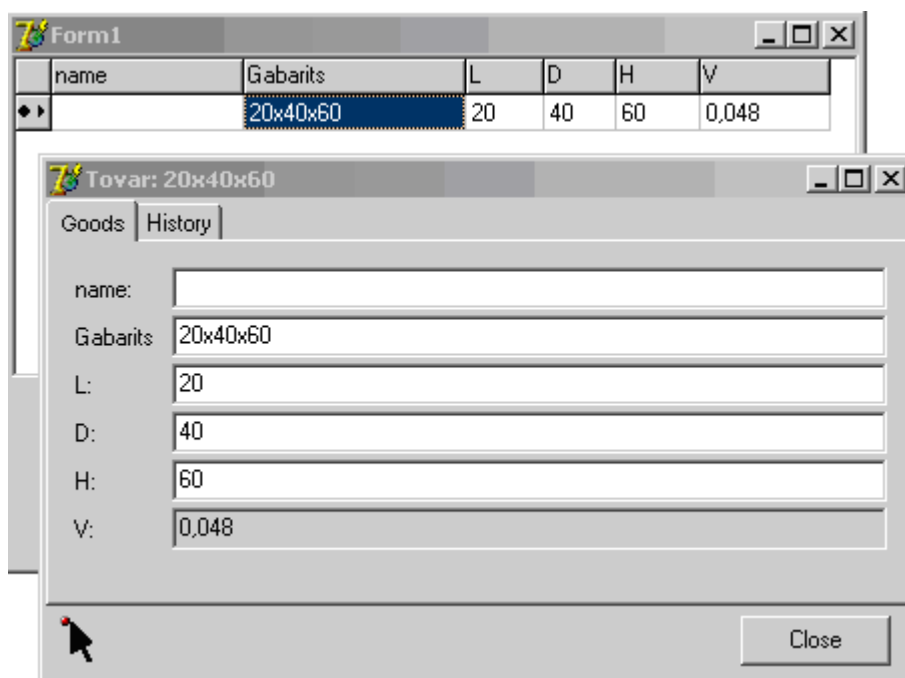 Form1
name Gabarits L D H V
20x40x60 20 40 60 0,048
Tovar: 20x40x60
Goods History
name:
Gabarits 20x40x60
L: 20
D: 40
H: 60
V: 0,048
Close